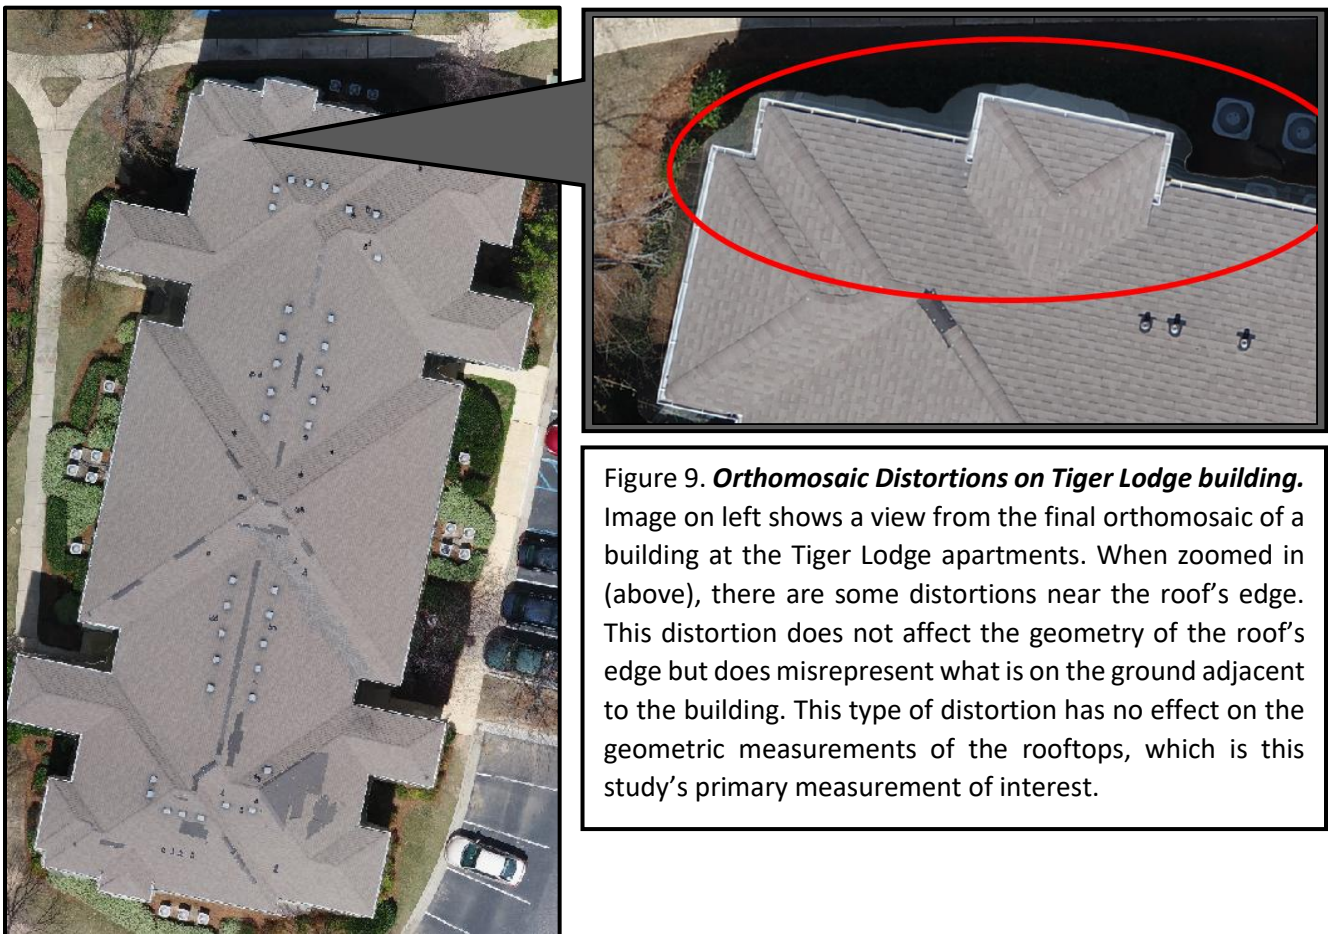 Figure 9. Orthomosaic Distortions on Tiger Lodge building.
Image on left shows a view from the final orthomosaic of a
building at the Tiger Lodge apartments. When zoomed in
(above), there are some distortions near the roof’s edge.
This distortion does not affect the geometry of the roof’s
edge but does misrepresent what is on the ground adjacent
to the building. This type of distortion has no effect on the
geometric measurements of the rooftops, which is this
study’s primary measurement of interest.